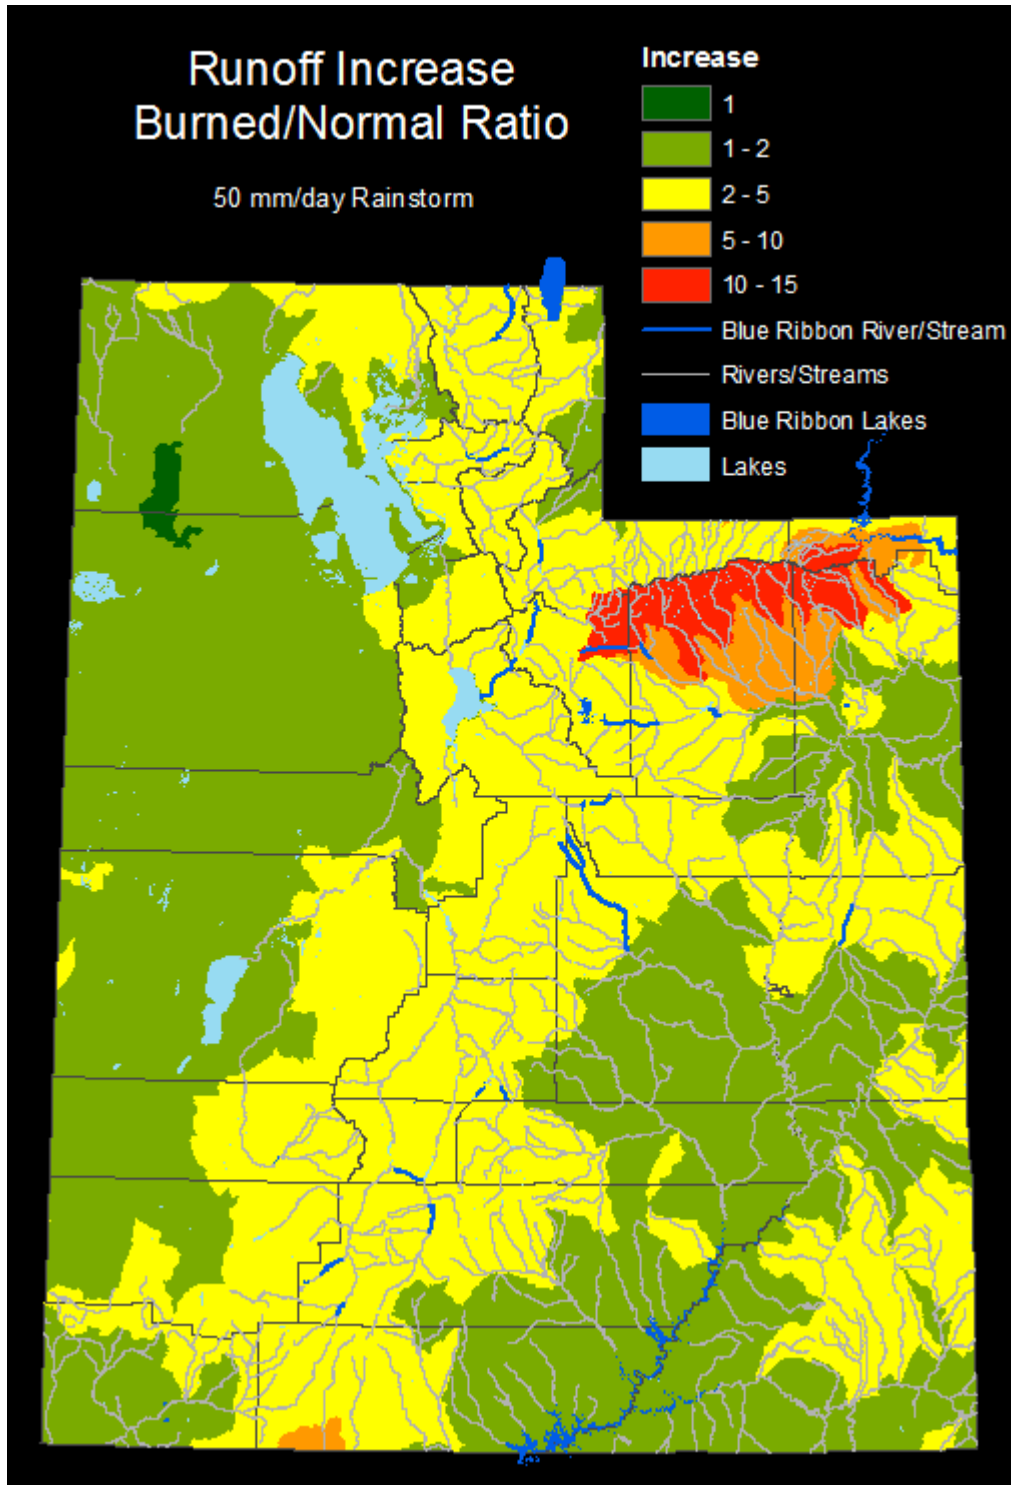 Runoff Increase
Burned/Normal Ratio
50 mm/day Rainstorm
Increase
1
1 - 2
2 - 5
5 - 10
10 - 15
Blue Ribbon River/Stream
Rivers/Streams
Blue Ribbon Lakes
Lakes